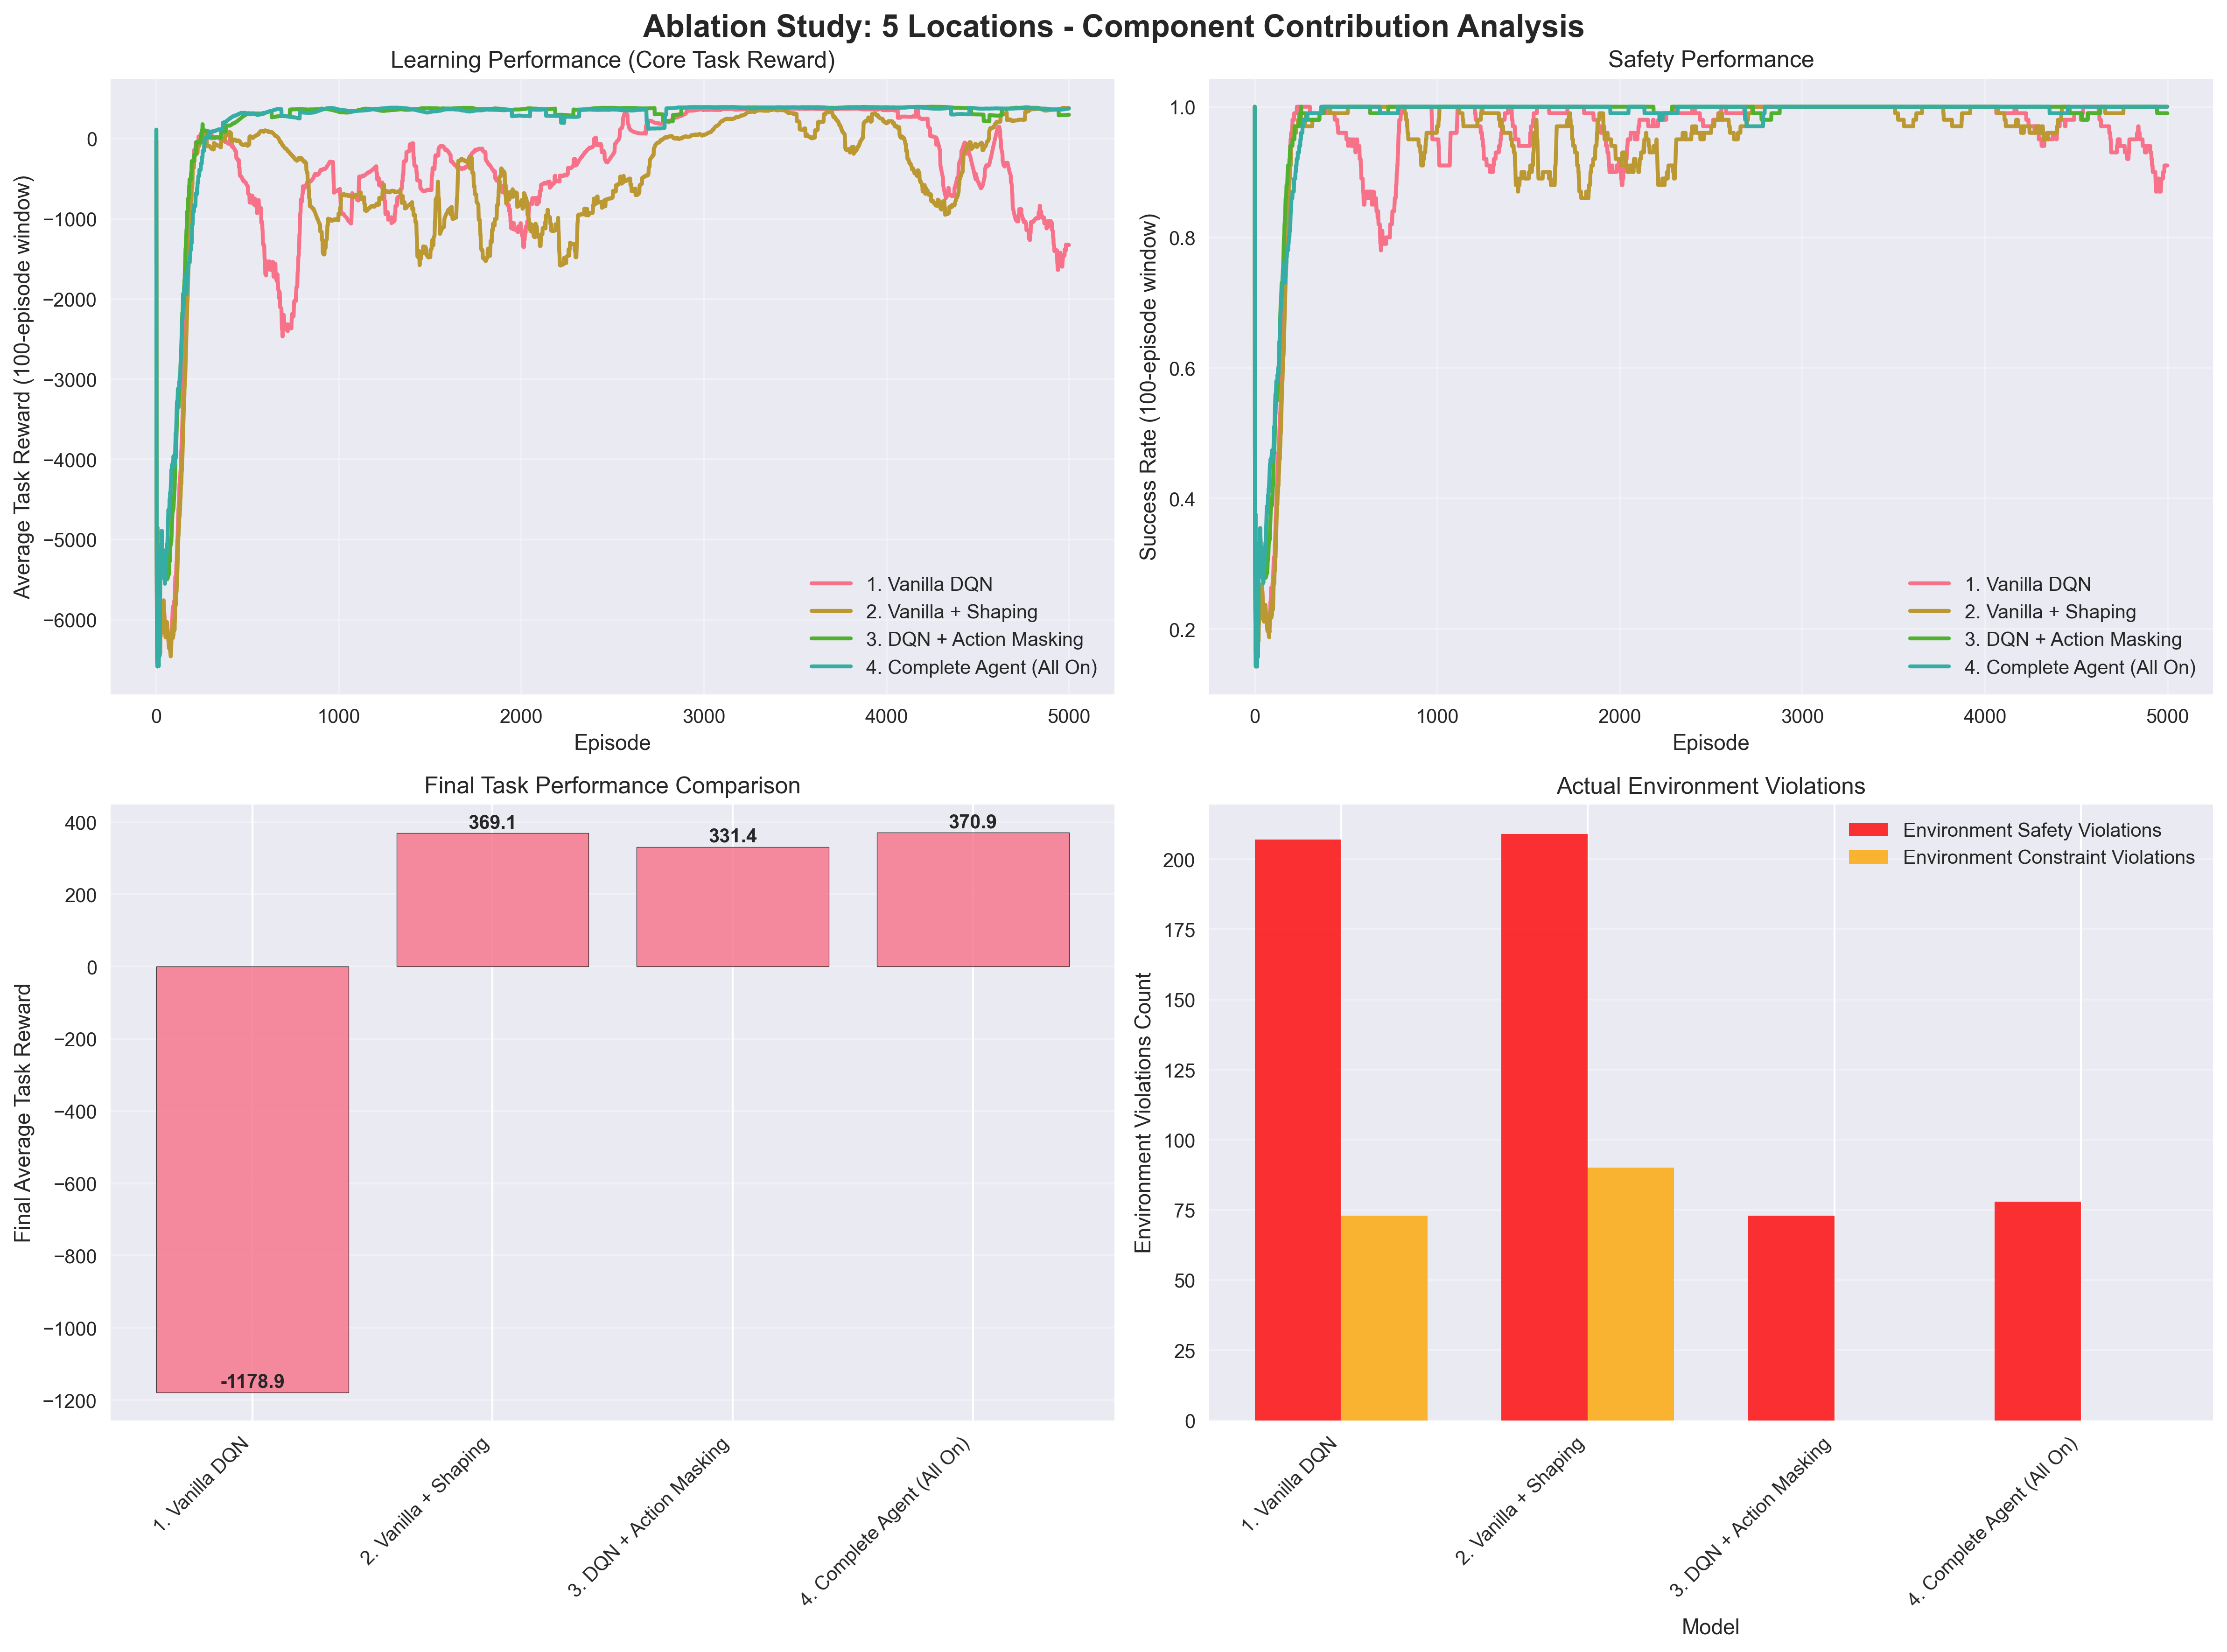 Ablation Study: 5 Locations - Component Contribution Analysis
Learning Performance (Core Task Reward)
Average Task Reward (100-episode window)
0
−1000
−2000
−3000
−4000
−5000
−6000
0
1000
2000
3000
4000
5000
Episode
1. Vanilla DQN
2. Vanilla + Shaping
3. DQN + Action Masking
4. Complete Agent (All On)
Safety Performance
Success Rate (100-episode window)
1.0
0.8
0.6
0.4
0.2
0
1000
2000
3000
4000
5000
Episode
1. Vanilla DQN
2. Vanilla + Shaping
3. DQN + Action Masking
4. Complete Agent (All On)
Final Task Performance Comparison
Final Average Task Reward
400
200
0
−200
−400
−600
−800
−1000
−1200
-1178.9
369.1
331.4
370.9
1. Vanilla DQN
2. Vanilla + Shaping
3. DQN + Action Masking
4. Complete Agent (All On)
Actual Environment Violations
Environment Violations Count
200
175
150
125
100
75
50
25
0
Environment Safety Violations
Environment Constraint Violations
1. Vanilla DQN
2. Vanilla + Shaping
3. DQN + Action Masking
4. Complete Agent (All On)
Model